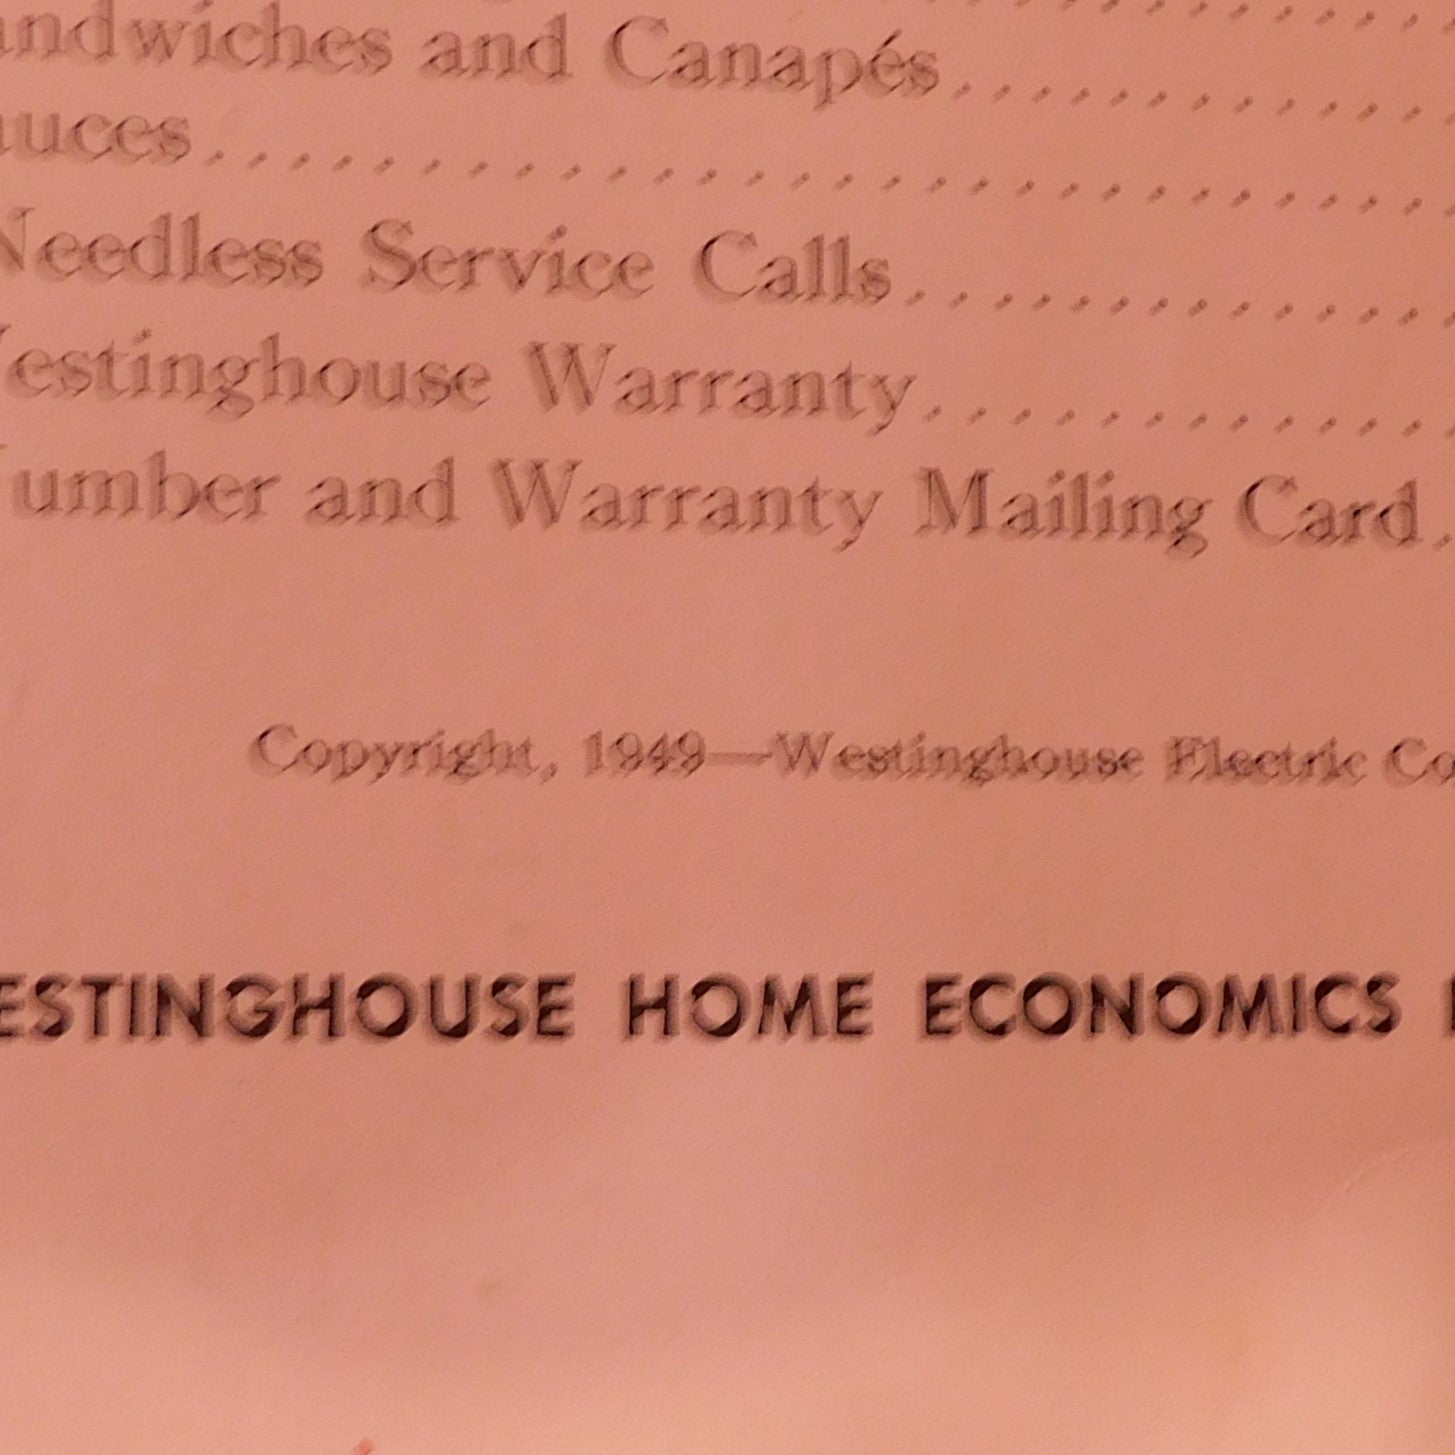 andwiches and Canapés
auces
Needless Service Calls
estinghouse Warranty
umber and Warranty Mailing Card
Copyright, 1949—Westinghouse Electric Co
ESTINGHOUSE HOME ECONOMICS